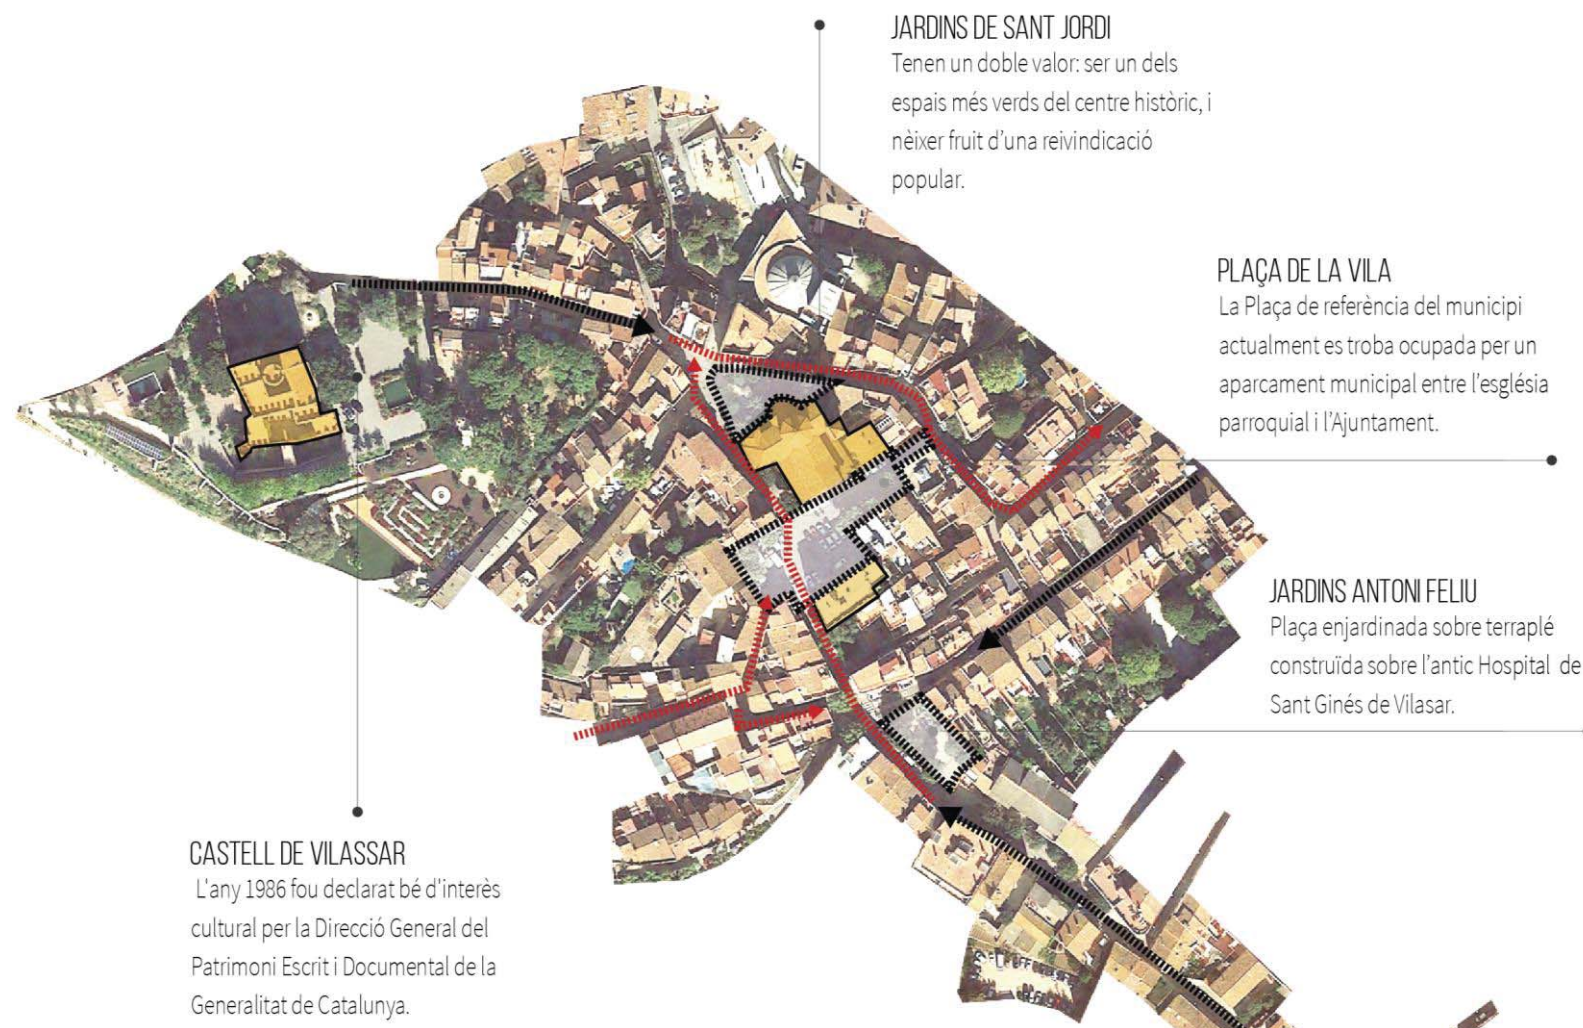 JARDINS DE SANT JORDI
Tenen un doble valor: ser un dels
espais més verds del centre històric, i
nèixer fruit d'una reivindicació
popular.
PLAÇA DE LA VILA
La Plaça de referència del municipi
actualment es troba ocupada per un
aparcament municipal entre l'església
parroquial i l'Ajuntament.
JARDINS ANTONI FELIU
Plaça enjardinada sobre terraplé
construïda sobre l'antic Hospital de
Sant Ginés de Vilasar.
CASTELL DE VILASSAR
L'any 1986 fou declarat bé d'interès
cultural per la Direcció General del
Patrimoni Escrit i Documental de la
Generalitat de Catalunya.